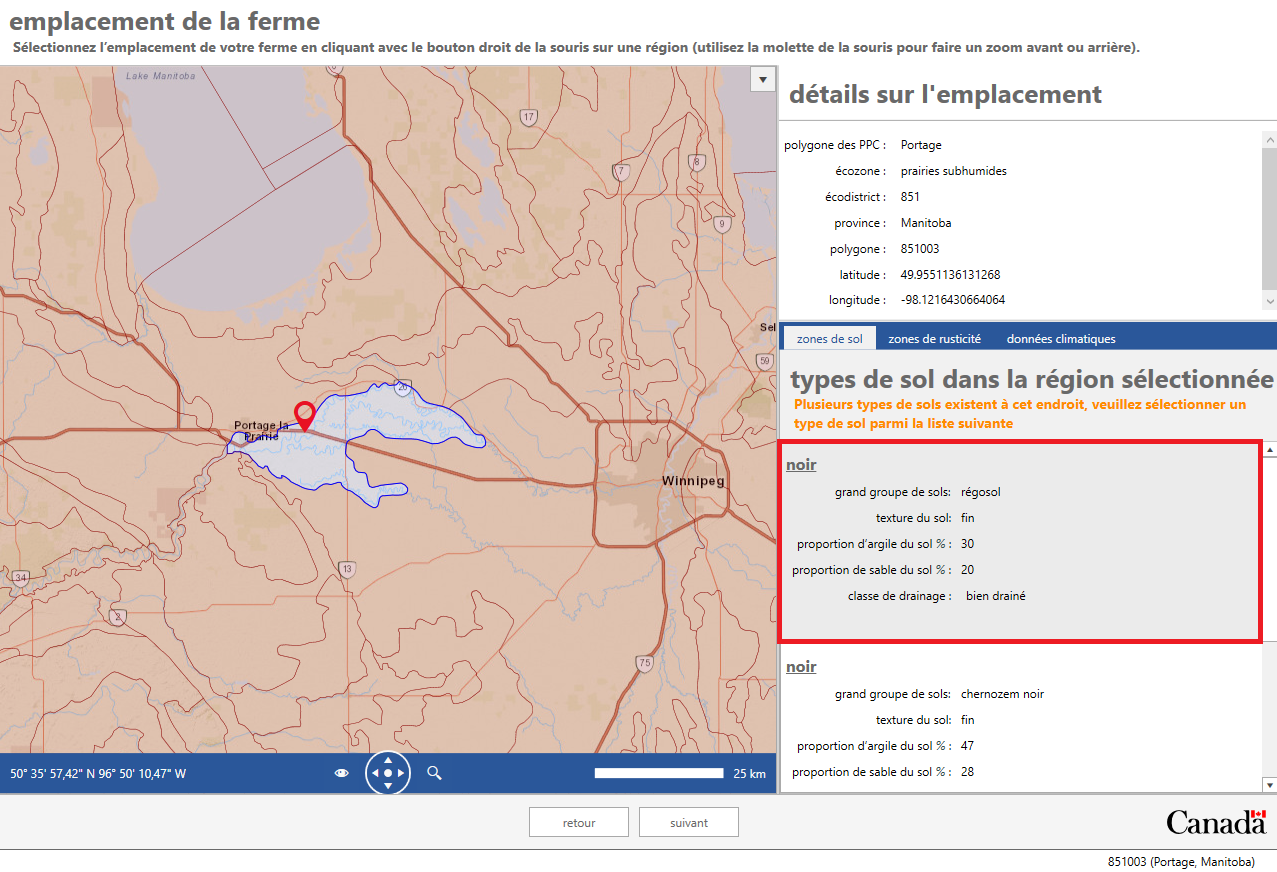 emplacement de la ferme
Sélectionnez l’emplacement de votre ferme en cliquant avec le bouton droit de la souris sur une région (utilisez la molette de la souris pour faire un zoom avant ou arrière).
Lake Manitoba
17
7
8
9
Sel
59
26
Portage la
Prairie
Winnipeg
13
34
2
75
50° 35' 57,42" N 96° 50' 10,47" W
25 km
détails sur l'emplacement
polygone des PPC : Portage
écozone : prairies subhumides
écodistrict : 851
province : Manitoba
polygone : 851003
latitude : 49.9551136131268
longitude : -98.1216430664064
zones de sol zones de rusticité données climatiques
types de sol dans la région sélectionnée
Plusieurs types de sols existent à cet endroit, veuillez sélectionner un
type de sol parmi la liste suivante
noir
grand groupe de sols: régosol
texture du sol: fin
proportion d’argile du sol % : 30
proportion de sable du sol % : 20
classe de drainage : bien drainé
noir
grand groupe de sols: chernozem noir
texture du sol: fin
proportion d’argile du sol % : 47
proportion de sable du sol % : 28
retour suivant
Canada
851003 (Portage, Manitoba)